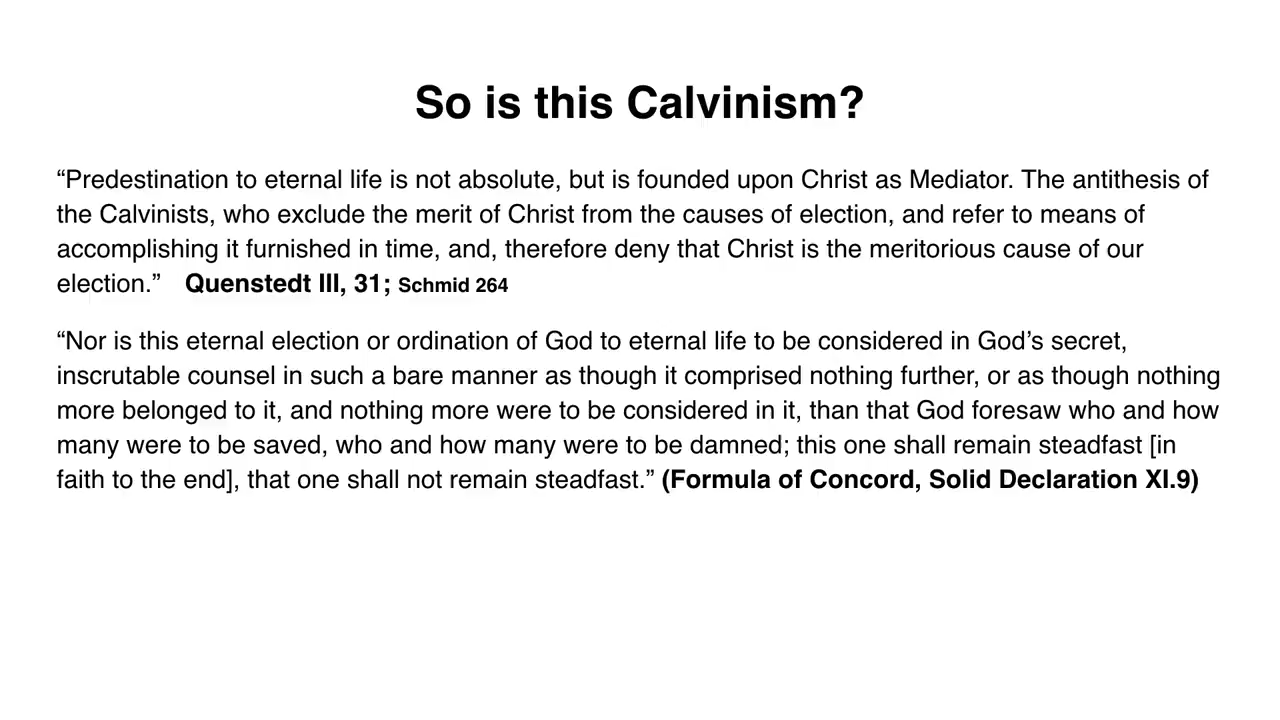 So is this Calvinism?
“Predestination to eternal life is not absolute, but is founded upon Christ as Mediator. The antithesis of
the Calvinists, who exclude the merit of Christ from the causes of election, and refer to means of
accomplishing it furnished in time, and, therefore deny that Christ is the meritorious cause of our
election.” Quenstedt III, 31; Schmid 264
“Nor is this eternal election or ordination of God to eternal life to be considered in God’s secret,
inscrutable counsel in such a bare manner as though it comprised nothing further, or as though nothing
more belonged to it, and nothing more were to be considered in it, than that God foresaw who and how
many were to be saved, who and how many were to be damned; this one shall remain steadfast [in
faith to the end], that one shall not remain steadfast.” (Formula of Concord, Solid Declaration XI.9)